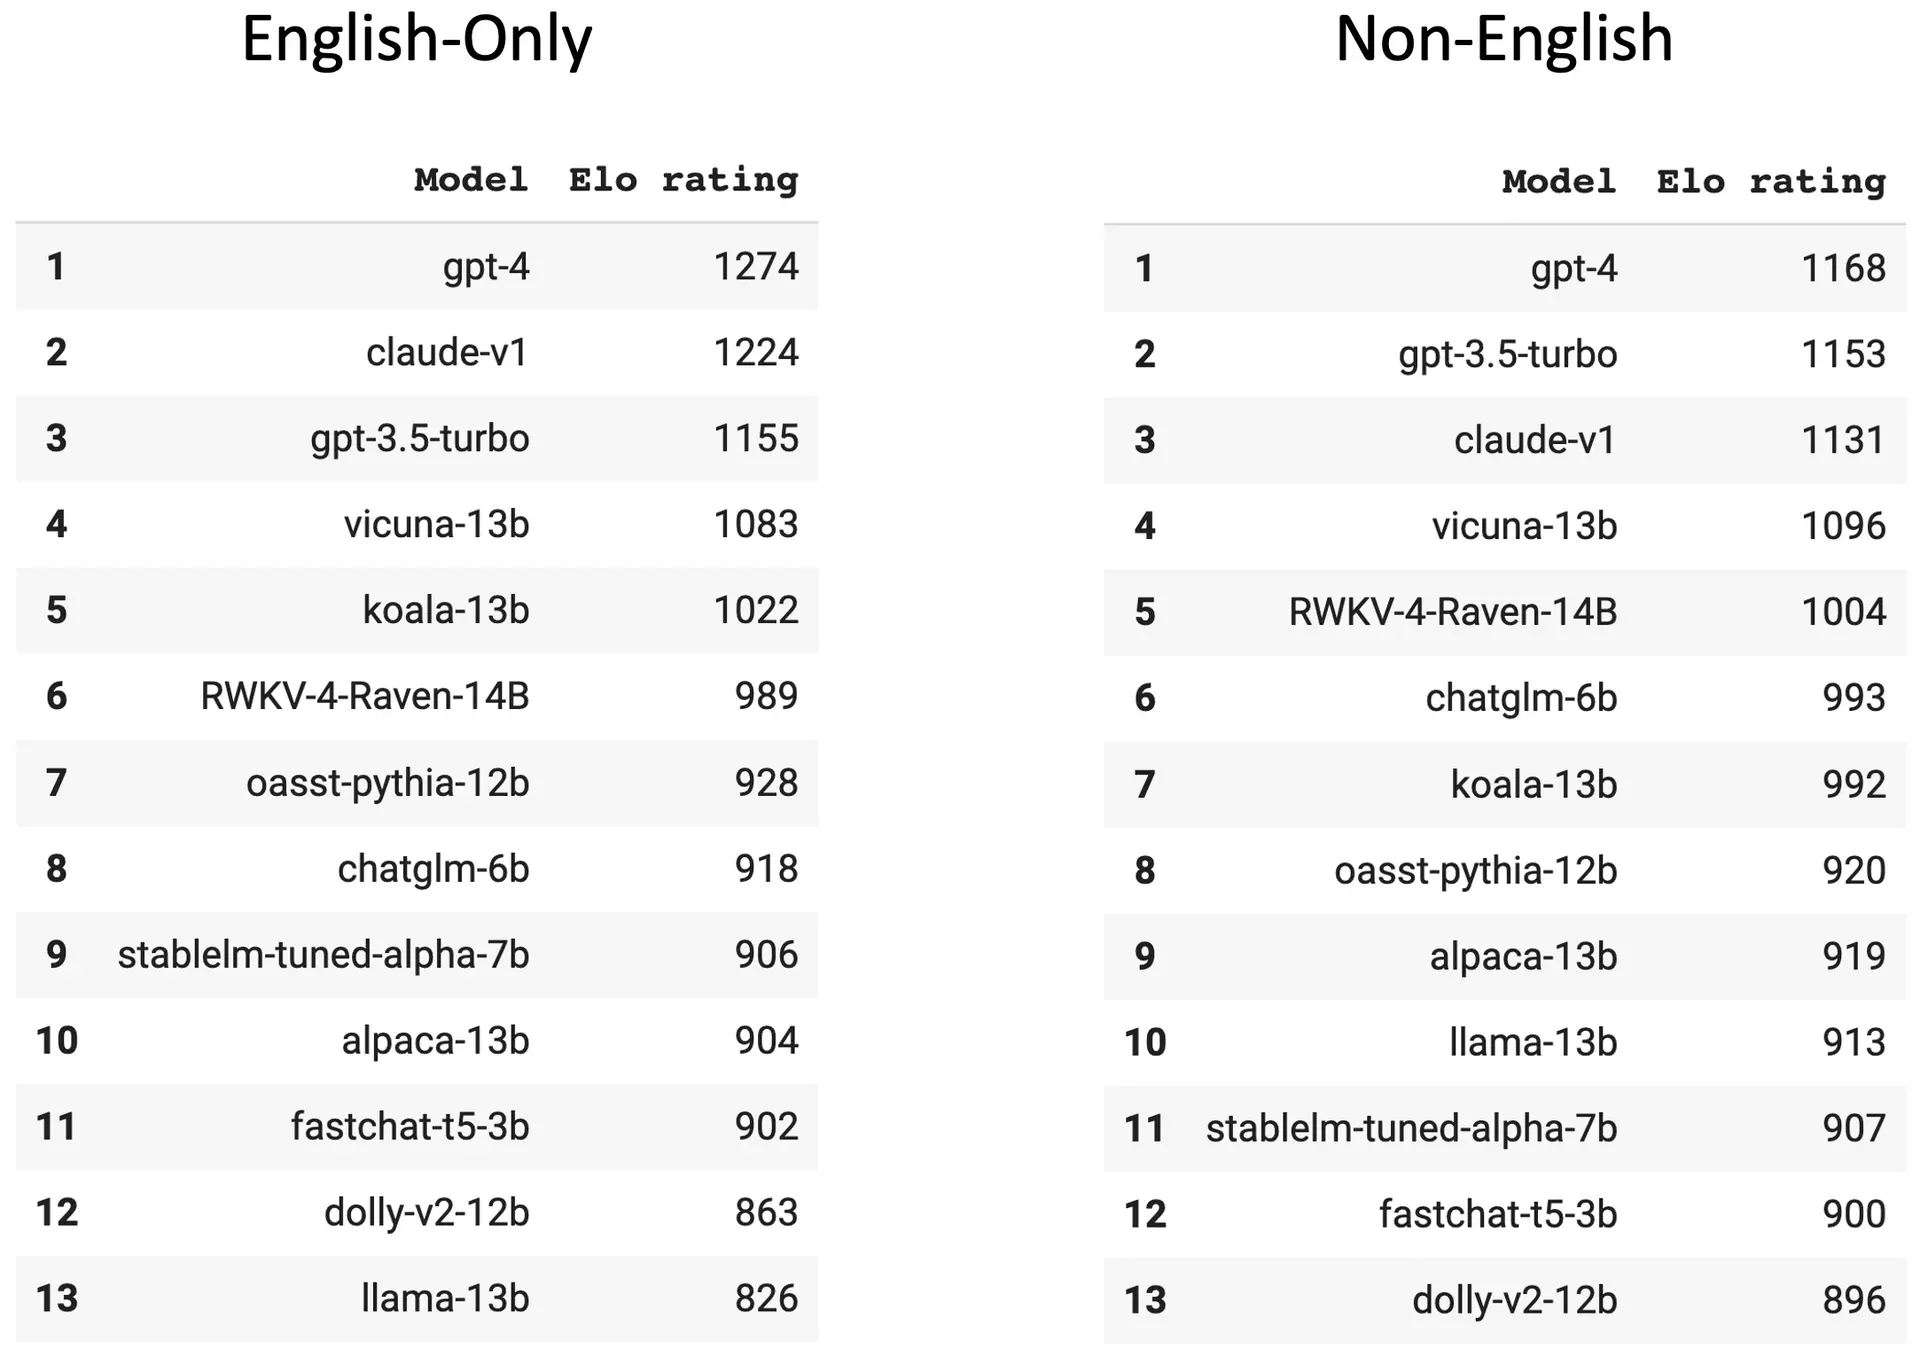 English-Only
Model Elo rating
1 gpt-4 1274
2 claude-v1 1224
3 gpt-3.5-turbo 1155
4 vicuna-13b 1083
5 koala-13b 1022
6 RWKV-4-Raven-14B 989
7 oasst-pythia-12b 928
8 chatglm-6b 918
9 stablelm-tuned-alpha-7b 906
10 alpaca-13b 904
11 fastchat-t5-3b 902
12 dolly-v2-12b 863
13 llama-13b 826
Non-English
Model Elo rating
1 gpt-4 1168
2 gpt-3.5-turbo 1153
3 claude-v1 1131
4 vicuna-13b 1096
5 RWKV-4-Raven-14B 1004
6 chatglm-6b 993
7 koala-13b 992
8 oasst-pythia-12b 920
9 alpaca-13b 919
10 llama-13b 913
11 stablelm-tuned-alpha-7b 907
12 fastchat-t5-3b 900
13 dolly-v2-12b 896